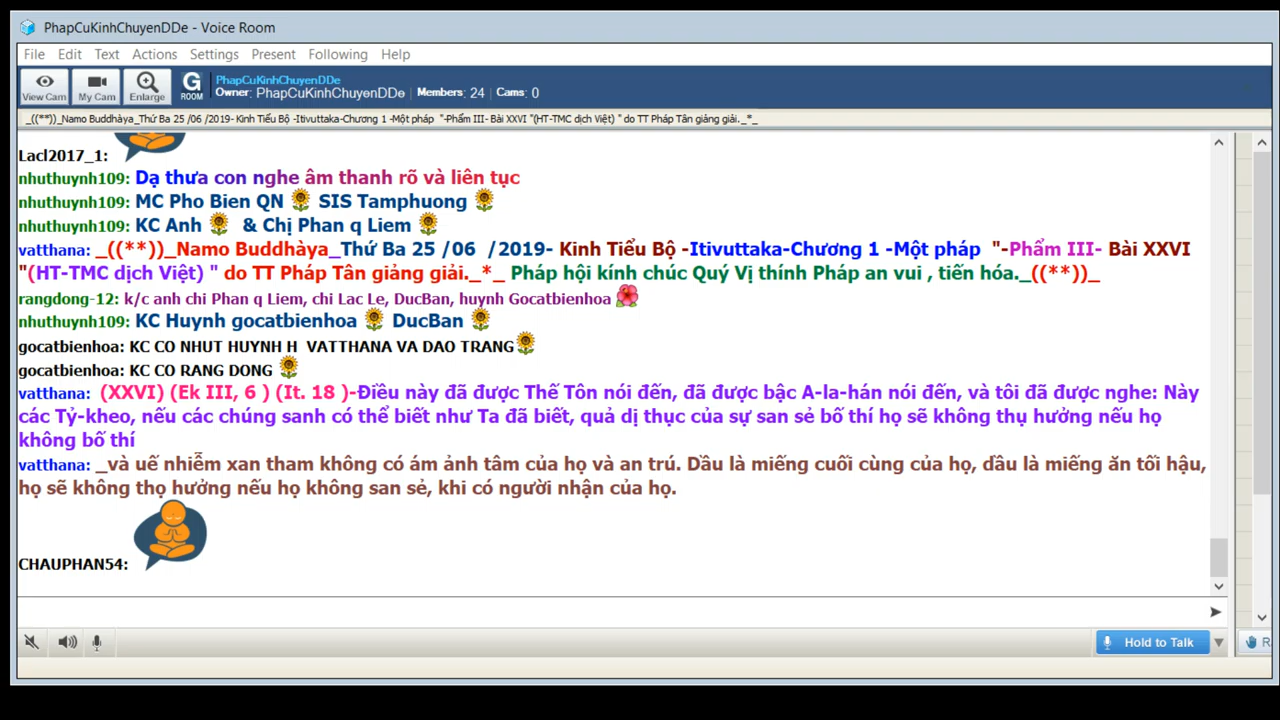 PhapCuKinhChuyenDDe - Voice Room
File Edit Text Actions Settings Present Following Help
View Cam My Cam Enlarge G ROOM PhapCuKinhChuyenDDe
Owner: PhapCuKinhChuyenDDe Members: 24 Cams: 0
_((**))_Namo Buddhàya_Thứ Ba 25 /06 /2019- Kinh Tiểu Bộ -Itivuttaka-Chương 1 -Một pháp "-Phẩm III- Bài XXVI "(HT-TMC dịch Việt) " do TT Pháp Tân giảng giải._*_
Lacl2017_1:
nhuthuynh109: Dạ thưa con nghe âm thanh rõ và liên tục
nhuthuynh109: MC Pho Bien QN SIS Tamphuong
nhuthuynh109: KC Anh & Chị Phan q Liem
vatthana: _((**))_Namo Buddhàya_Thứ Ba 25 /06 /2019- Kinh Tiểu Bộ -Itivuttaka-Chương 1 -Một pháp "-Phẩm III- Bài XXVI
"(HT-TMC dịch Việt) " do TT Pháp Tân giảng giải._*_ Pháp hội kính chúc Quý Vị thính Pháp an vui , tiến hóa._((**))_
rangdong-12: k/c anh chi Phan q Liem, chi Lac Le, DucBan, huynh Gocatbienhoa
nhuthuynh109: KC Huynh gocatbienhoa DucBan
gocatbienhoa: KC CO NHUT HUYNH H VATTHANA VA DAO TRANG
gocatbienhoa: KC CO RANG DONG
vatthana: (XXVI) (Ek III, 6 ) (It. 18 )-Điều này đã được Thế Tôn nói đến, đã được bậc A-la-hán nói đến, và tôi đã được nghe: Này
các Tỷ-kheo, nếu các chúng sanh có thể biết như Ta đã biết, quả dị thục của sự san sẻ bố thí họ sẽ không thụ hưởng nếu họ
không bố thí
vatthana: _và uế nhiễm xan tham không có ám ảnh tâm của họ và an trú. Dầu là miếng cuối cùng của họ, dầu là miếng ăn tối hậu,
họ sẽ không thọ hưởng nếu họ không san sẻ, khi có người nhận của họ.
CHAUPHAN54:
Hold to Talk
R